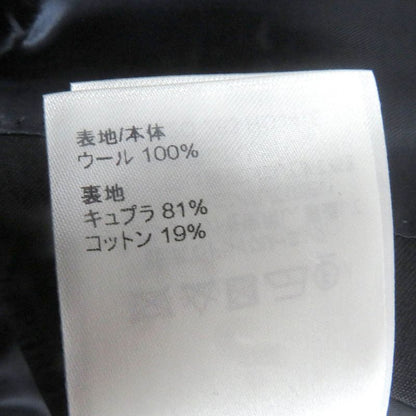 表地/本体
ウール 100%
裏地
キュプラ 81%
コットン 19%